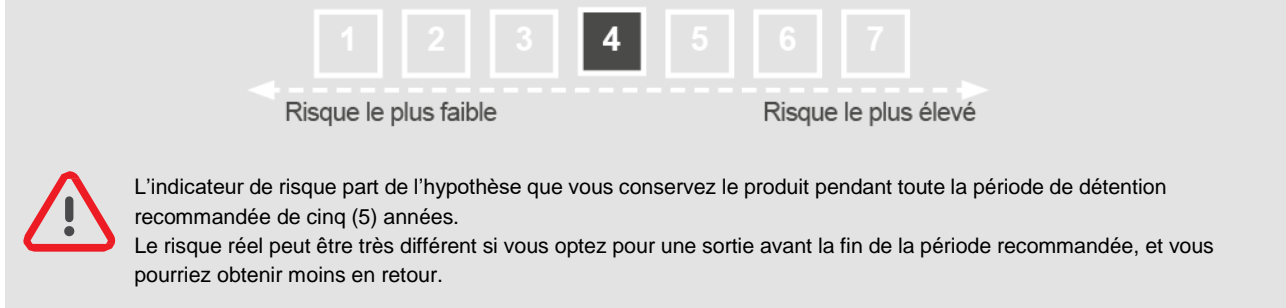 1 2 3 4 5 6 7
Risque le plus faible Risque le plus élevé
L'indicateur de risque part de l'hypothèse que vous conservez le produit pendant toute la période de détention
recommandée de cinq (5) années.
Le risque réel peut être très différent si vous optez pour une sortie avant la fin de la période recommandée, et vous
pourriez obtenir moins en retour.